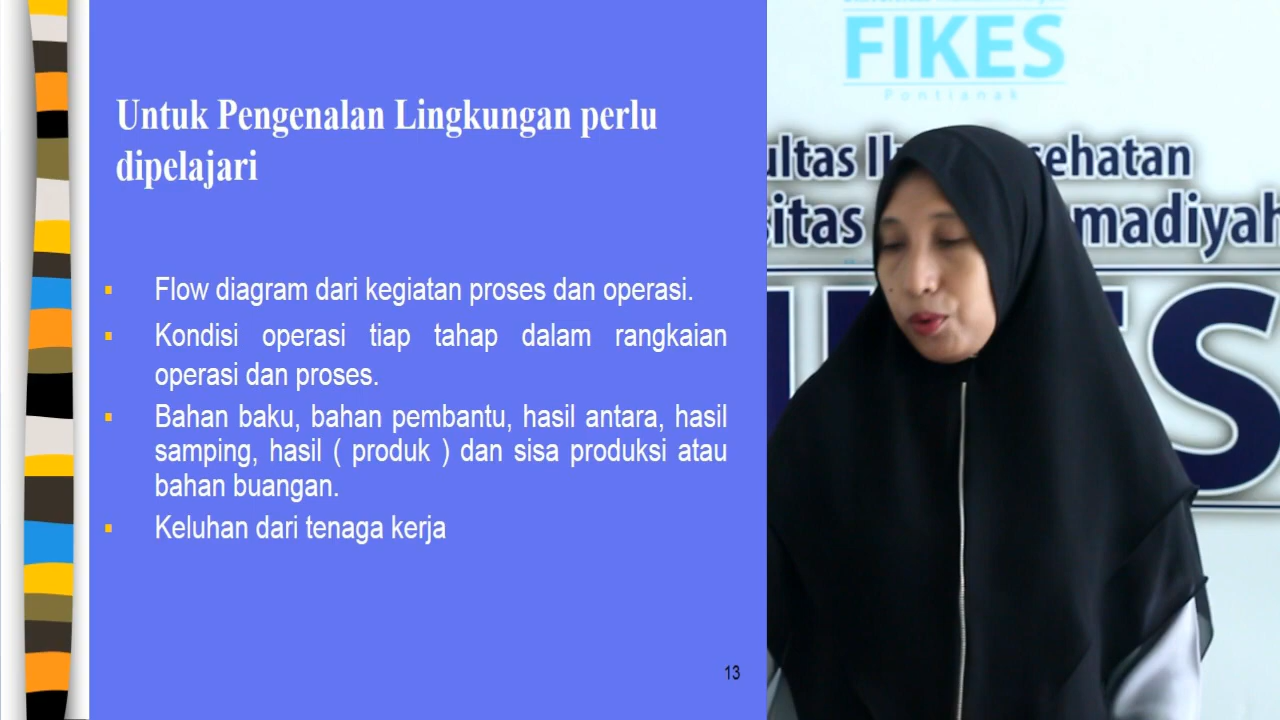 Untuk Pengenalan Lingkungan perlu
dipelajari
▪ Flow diagram dari kegiatan proses dan operasi.
▪ Kondisi operasi tiap tahap dalam rangkaian
operasi dan proses.
▪ Bahan baku, bahan pembantu, hasil antara, hasil
samping, hasil ( produk ) dan sisa produksi atau
bahan buangan.
▪ Keluhan dari tenaga kerja
13
FIKES
Pontianak
ultas Il
ehatan
sitas
madiyah